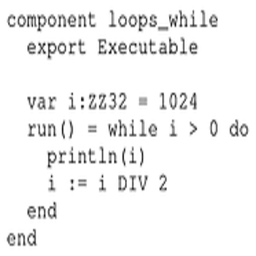 component loops_while
export Executable
var i:ZZ32 = 1024
run() = while i > 0 do
println(i)
i := i DIV 2
end
end